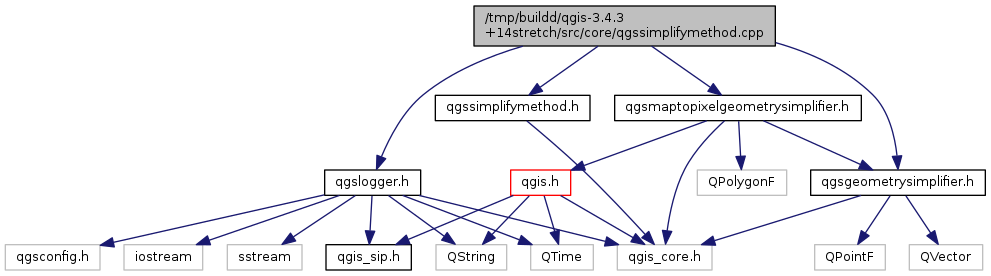 /tmp/buildd/qgis-3.4.3
+14stretch/src/core/qgssimplifymethod.cpp
qgssimplifymethod.h
qgsmaptopixelgeometrysimplifier.h
qgslogger.h
qgis.h
QPolygonF
qgsgeometrysimplifier.h
qgsconfig.h
iostream
sstream
qgis_sip.h
QString
QTime
qgis_core.h
QPointF
QVector